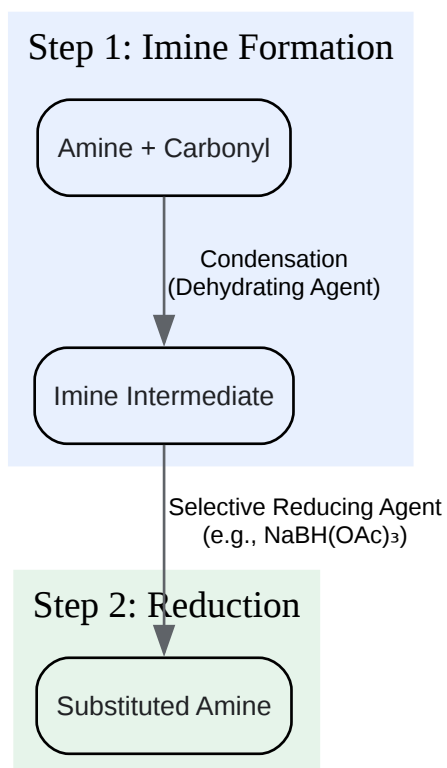 Step 1: Imine Formation
Amine + Carbonyl
Condensation
(Dehydrating Agent)
Imine Intermediate
Selective Reducing Agent
(e.g., NaBH(OAc)₃)
Step 2: Reduction
Substituted Amine